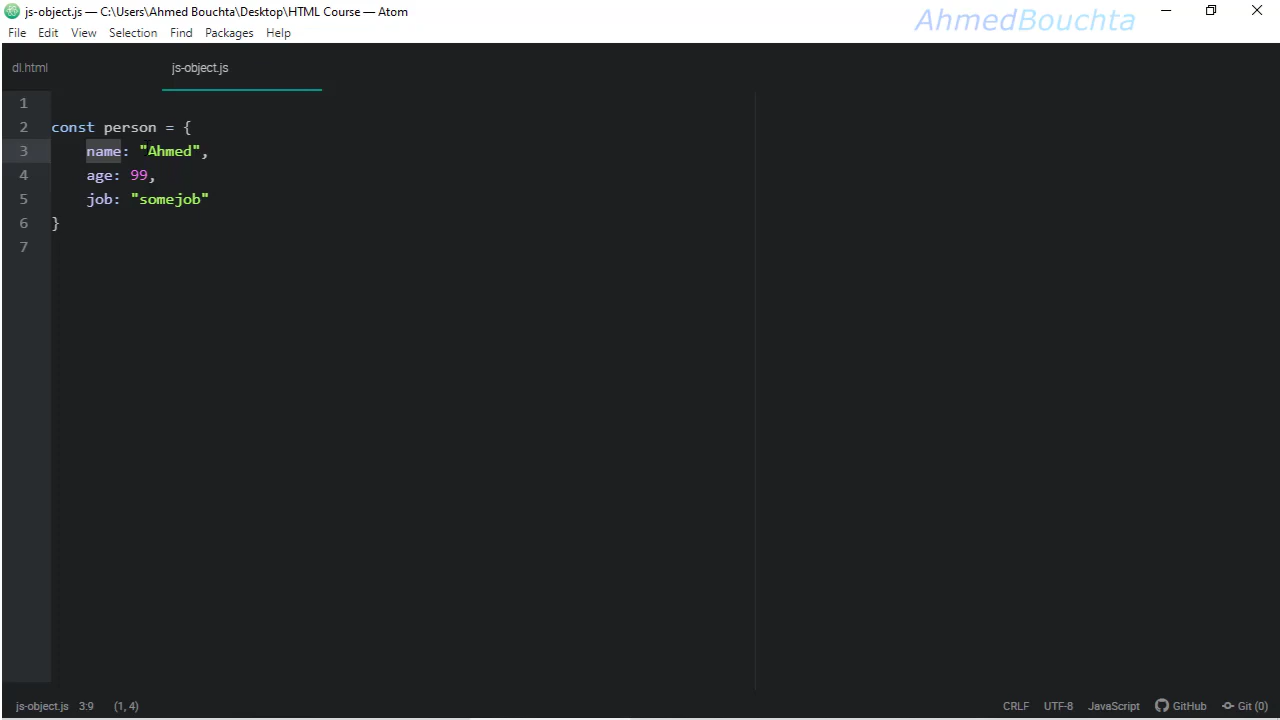 js-object.js — C:\Users\Ahmed Bouchta\Desktop\HTML Course — Atom
AhmedBouchta
File Edit View Selection Find Packages Help
dl.html js-object.js
1
2 const person = {
3 name: "Ahmed",
4 age: 99,
5 job: "somejob"
6 }
7
js-object.js 3:9 (1, 4) CRLF UTF-8 JavaScript GitHub Git (0)